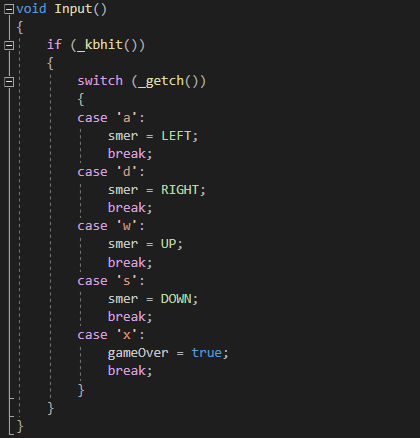 void Input()
{
    if (_kbhit())
    {
        switch (_getch())
        {
        case 'a':
            smer = LEFT;
            break;
        case 'd':
            smer = RIGHT;
            break;
        case 'w':
            smer = UP;
            break;
        case 's':
            smer = DOWN;
            break;
        case 'x':
            gameOver = true;
            break;
        }
    }
}